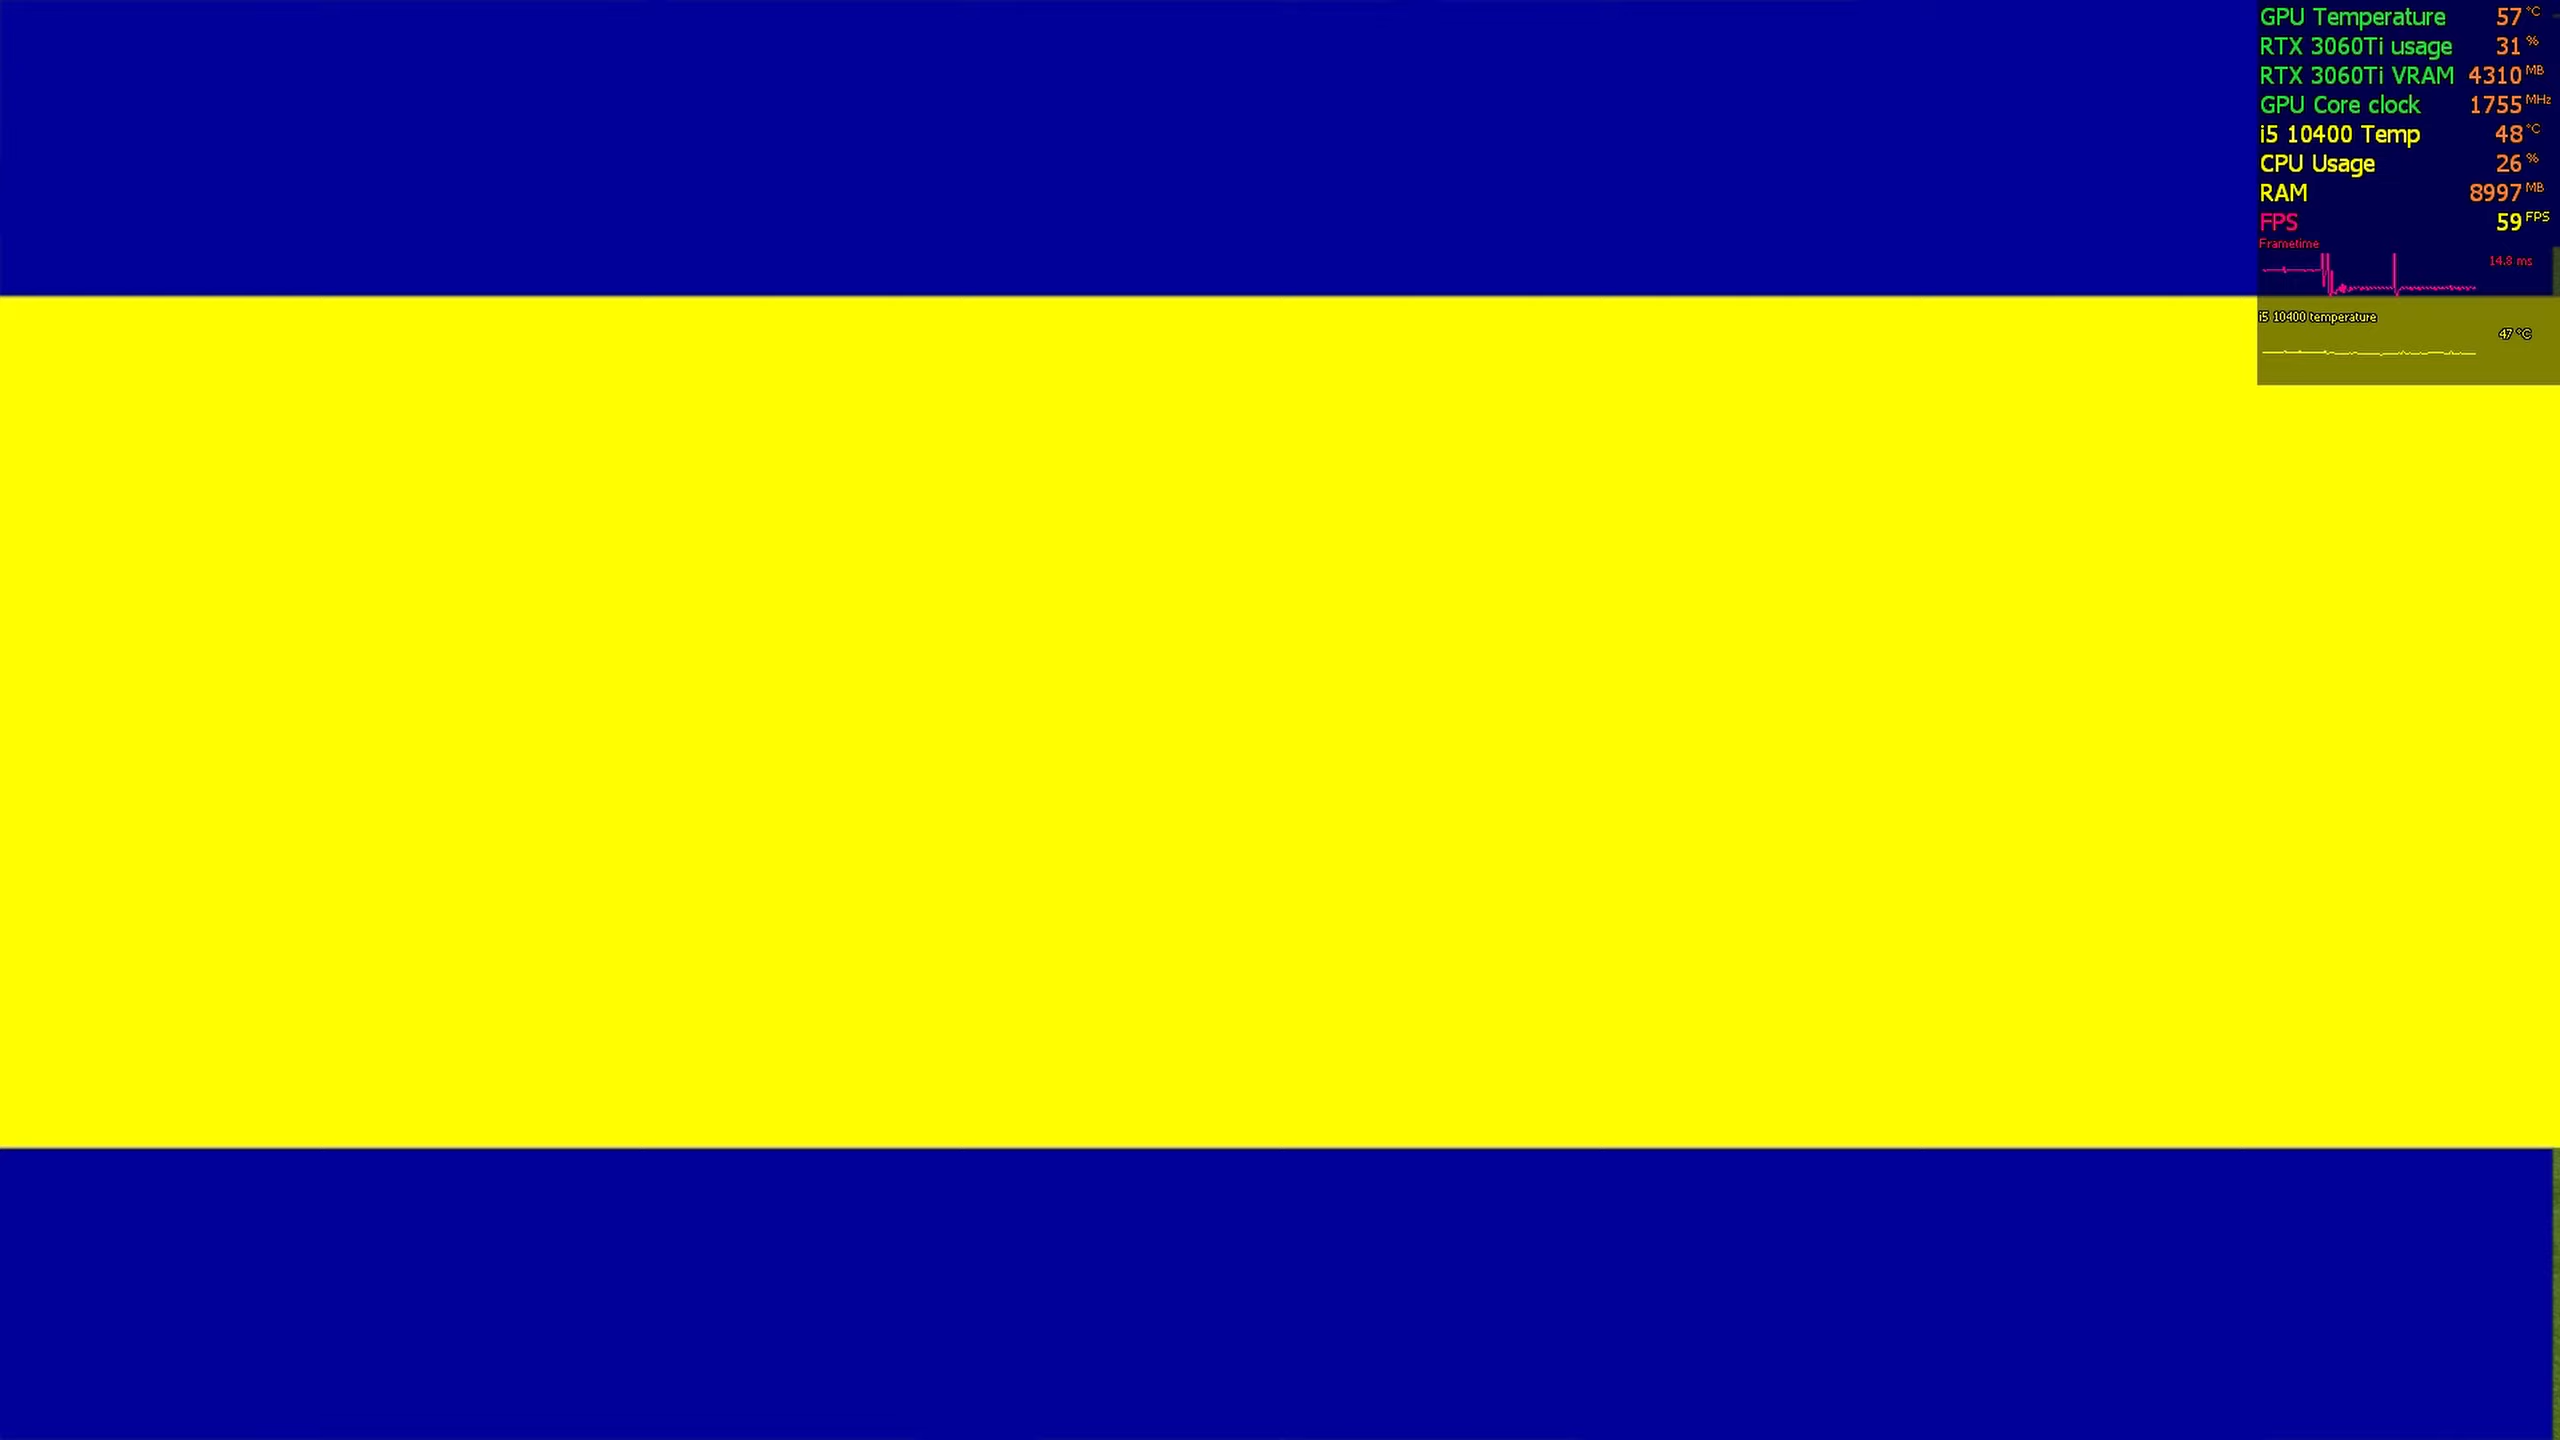 GPU Temperature 57 °C
RTX 3060Ti usage 31 %
RTX 3060Ti VRAM 4310 MB
GPU Core clock 1755 MHz
i5 10400 Temp 48 °C
CPU Usage 26 %
RAM 8997 MB
FPS 59 FPS
Frametime
14.8 ms
i5 10400 temperature
47 °C